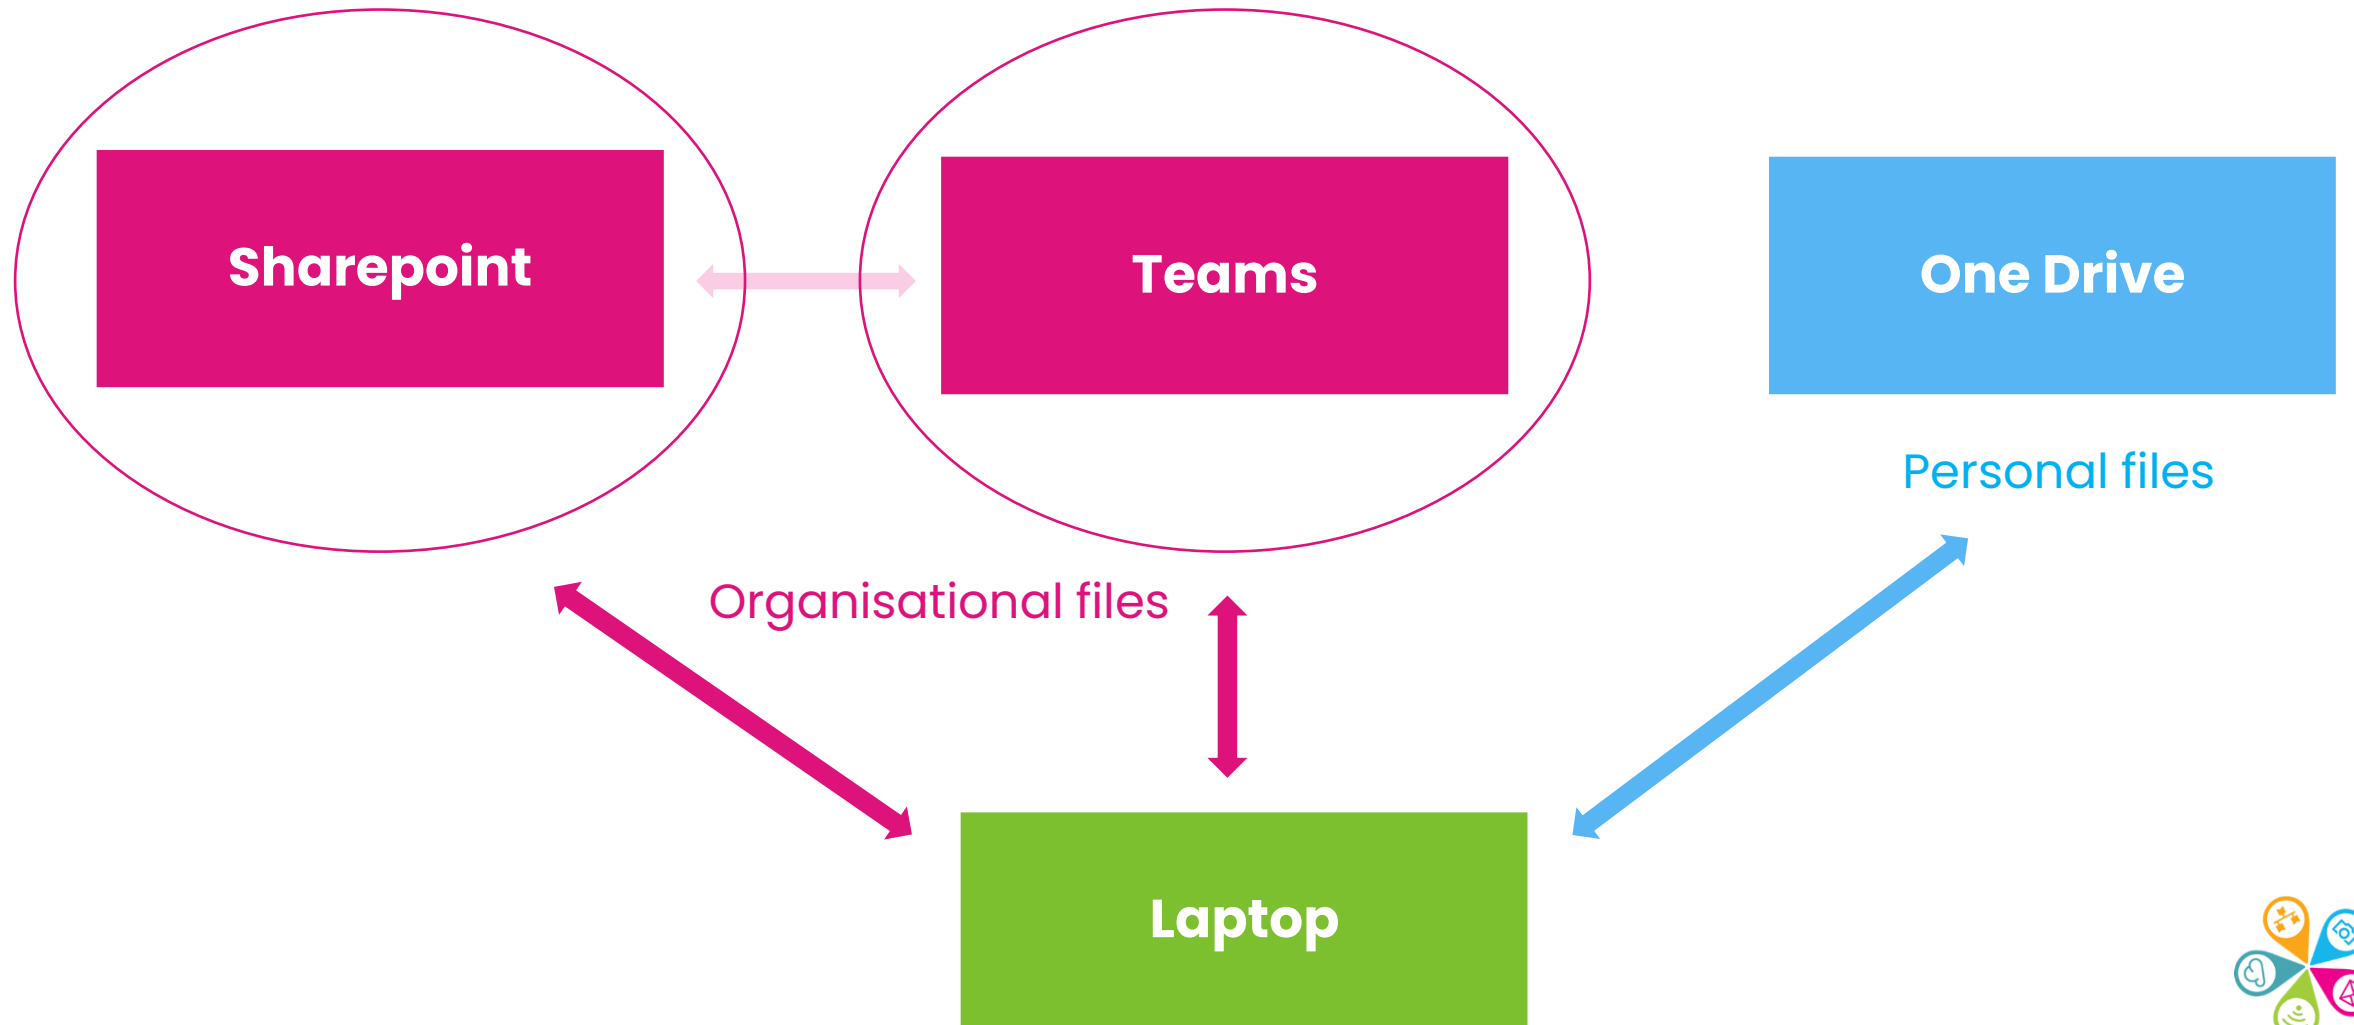 Sharepoint
Teams
One Drive
Personal files
Organisational files
Laptop